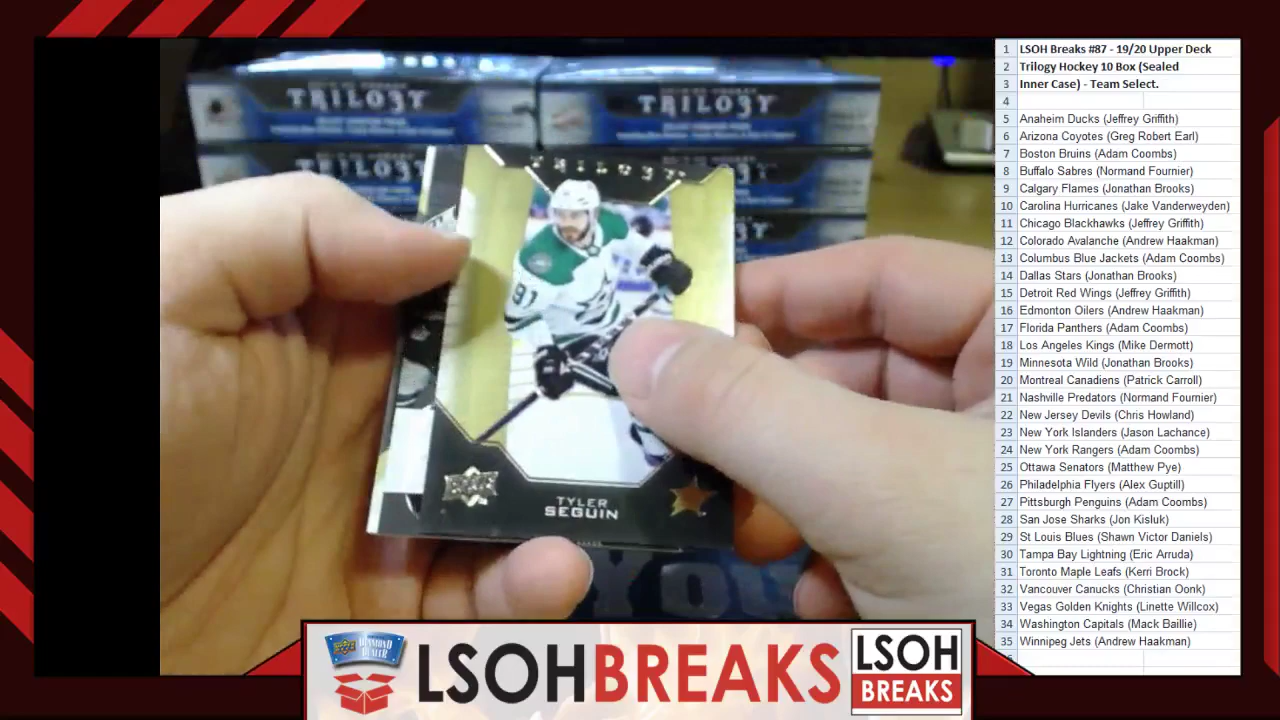 TRILOGY
TRILOGY
TRILOGY
91
TYLER
SEGUIN
YOU
1 LSOH Breaks #87 - 19/20 Upper Deck
2 Trilogy Hockey 10 Box (Sealed
3 Inner Case) - Team Select.
4
5 Anaheim Ducks (Jeffrey Griffith)
6 Arizona Coyotes (Greg Robert Earl)
7 Boston Bruins (Adam Coombs)
8 Buffalo Sabres (Normand Fournier)
9 Calgary Flames (Jonathan Brooks)
10 Carolina Hurricanes (Jake Vanderweyden)
11 Chicago Blackhawks (Jeffrey Griffith)
12 Colorado Avalanche (Andrew Haakman)
13 Columbus Blue Jackets (Adam Coombs)
14 Dallas Stars (Jonathan Brooks)
15 Detroit Red Wings (Jeffrey Griffith)
16 Edmonton Oilers (Andrew Haakman)
17 Florida Panthers (Adam Coombs)
18 Los Angeles Kings (Mike Dermott)
19 Minnesota Wild (Jonathan Brooks)
20 Montreal Canadiens (Patrick Carroll)
21 Nashville Predators (Normand Fournier)
22 New Jersey Devils (Chris Howland)
23 New York Islanders (Jason Lachance)
24 New York Rangers (Adam Coombs)
25 Ottawa Senators (Matthew Pye)
26 Philadelphia Flyers (Alex Guptill)
27 Pittsburgh Penguins (Adam Coombs)
28 San Jose Sharks (Jon Kisluk)
29 St Louis Blues (Shawn Victor Daniels)
30 Tampa Bay Lightning (Eric Arruda)
31 Toronto Maple Leafs (Kerri Brock)
32 Vancouver Canucks (Christian Oonk)
33 Vegas Golden Knights (Linette Willcox)
34 Washington Capitals (Mack Baillie)
35 Winnipeg Jets (Andrew Haakman)
DIAMOND
DEALER
LSOHBREAKS
LSOH
BREAKS